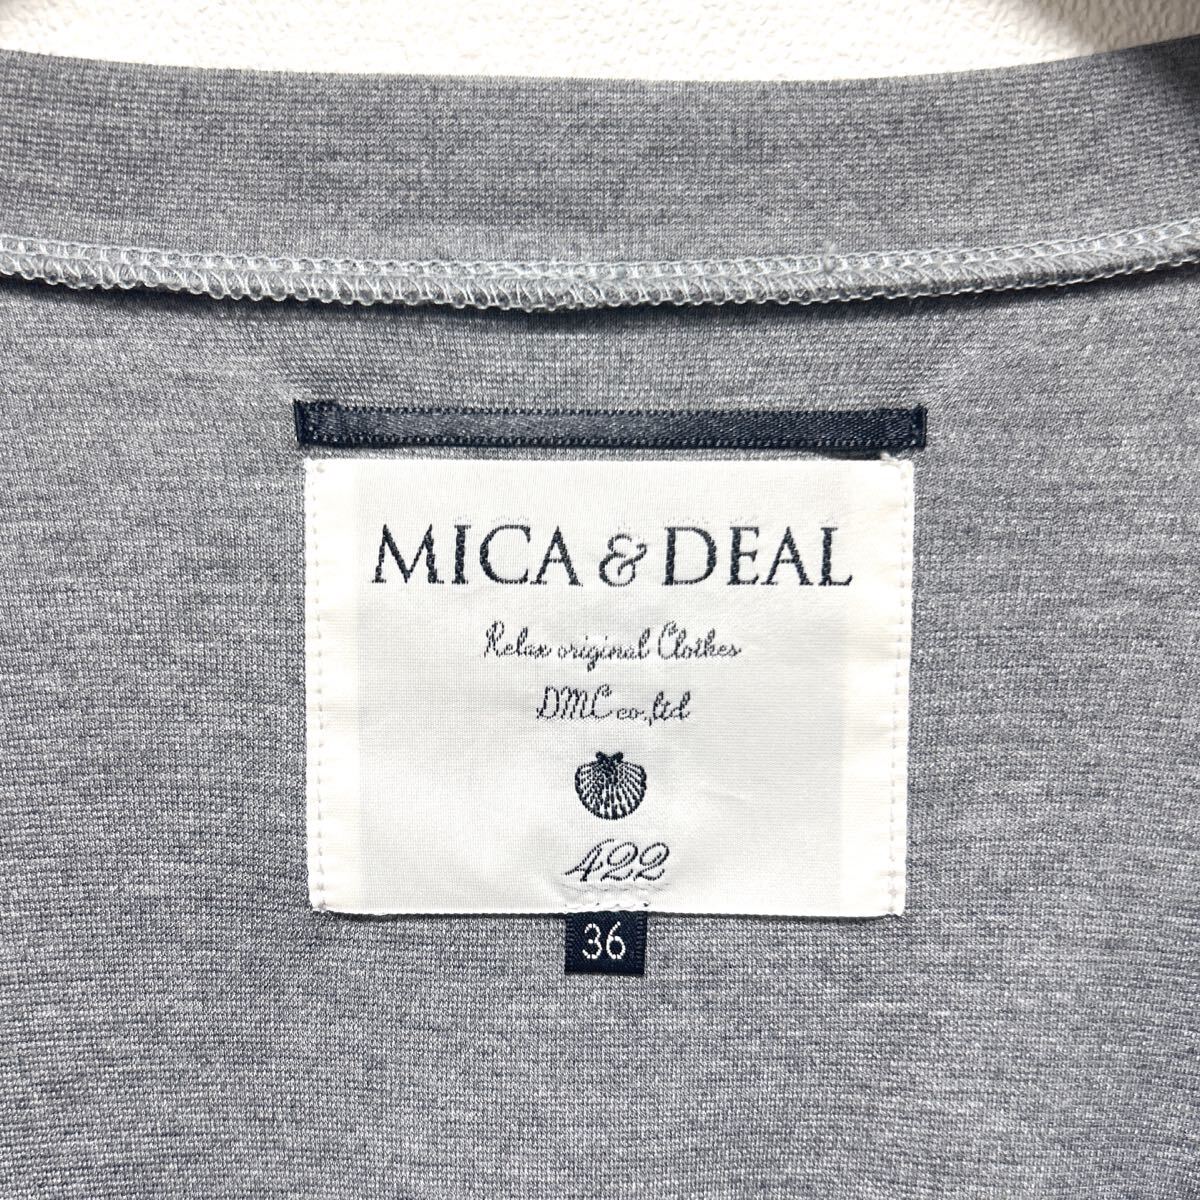 MICA & DEAL
Relax original Clothes
DMC co.,ltd
422
36